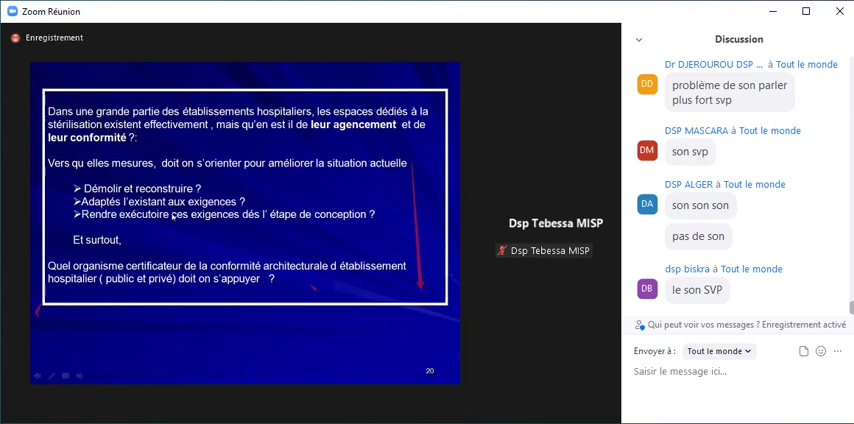 Zoom Réunion
Enregistrement
Dans une grande partie des établissements hospitaliers, les espaces dédiés à la
stérilisation existent effectivement , mais qu'en est il de leur agencement et de
leur conformité ?:
Vers qu elles mesures, doit on s'orienter pour améliorer la situation actuelle
➢ Démolir et reconstruire ?
➢Adaptés l'existant aux exigences ?
➢Rendre exécutoire ces exigences dés l' étape de conception ?
Et surtout,
Quel organisme certificateur de la conformité architecturale d établissement
hospitalier ( public et privé) doit on s'appuyer ?
20
Dsp Tebessa MISP
Dsp Tebessa MISP
Discussion
Dr DJEROUROU DSP ... à Tout le monde
DD
problème de son parler
plus fort svp
DSP MASCARA à Tout le monde
DM
son svp
DSP ALGER à Tout le monde
DA
son son son
pas de son
dsp biskra à Tout le monde
DB
le son SVP
Qui peut voir vos messages ? Enregistrement activé
Envoyer à : Tout le monde
Saisir le message ici...